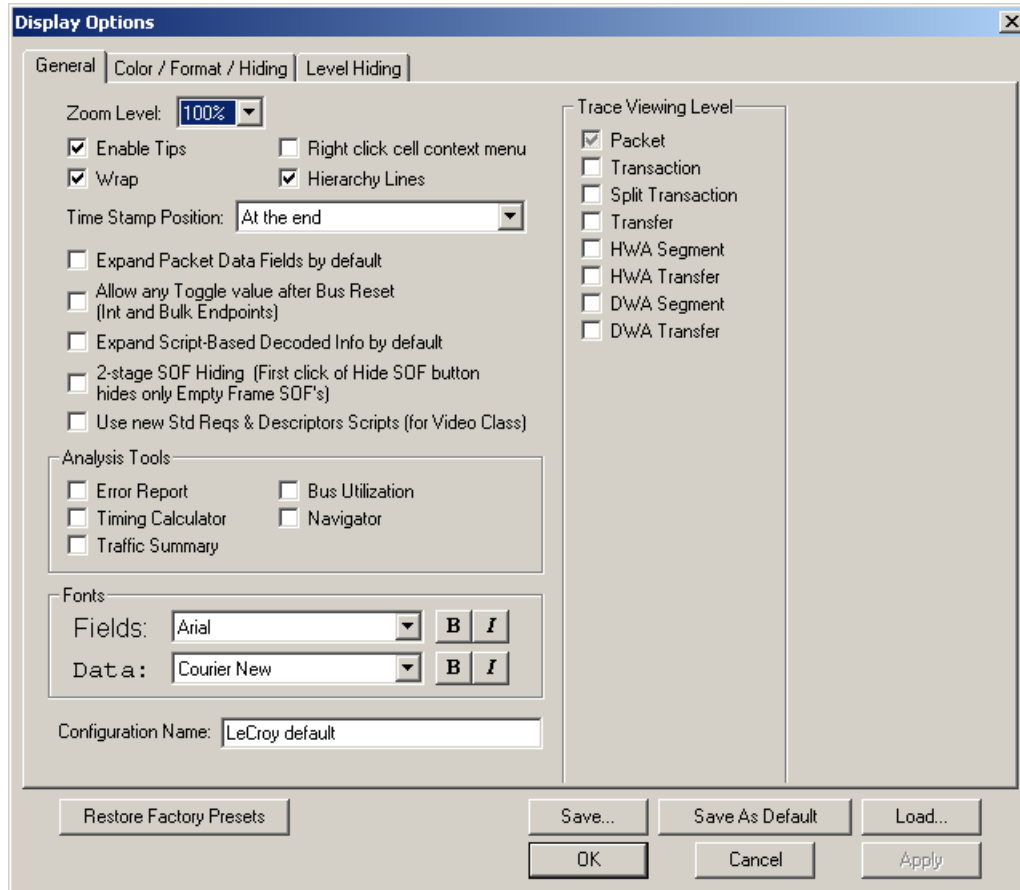 Display Options
General
Color / Format / Hiding
Level Hiding
Zoom Level: 100%
Enable Tips
Right click cell context menu
Wrap
Hierarchy Lines
Time Stamp Position: At the end
Expand Packet Data Fields by default
Allow any Toggle value after Bus Reset
(Int and Bulk Endpoints)
Expand Script-Based Decoded Info by default
2-stage SOF Hiding (First click of Hide SOF button
hides only Empty Frame SOF's)
Use new Std Reqs & Descriptors Scripts (for Video Class)
Analysis Tools
Error Report
Bus Utilization
Timing Calculator
Navigator
Traffic Summary
Fonts
Fields: Arial B I
Data: Courier New B I
Configuration Name: LeCroy default
Trace Viewing Level
Packet
Transaction
Split Transaction
Transfer
HWA Segment
HWA Transfer
DWA Segment
DWA Transfer
Restore Factory Presets
Save...
Save As Default
Load...
OK
Cancel
Apply